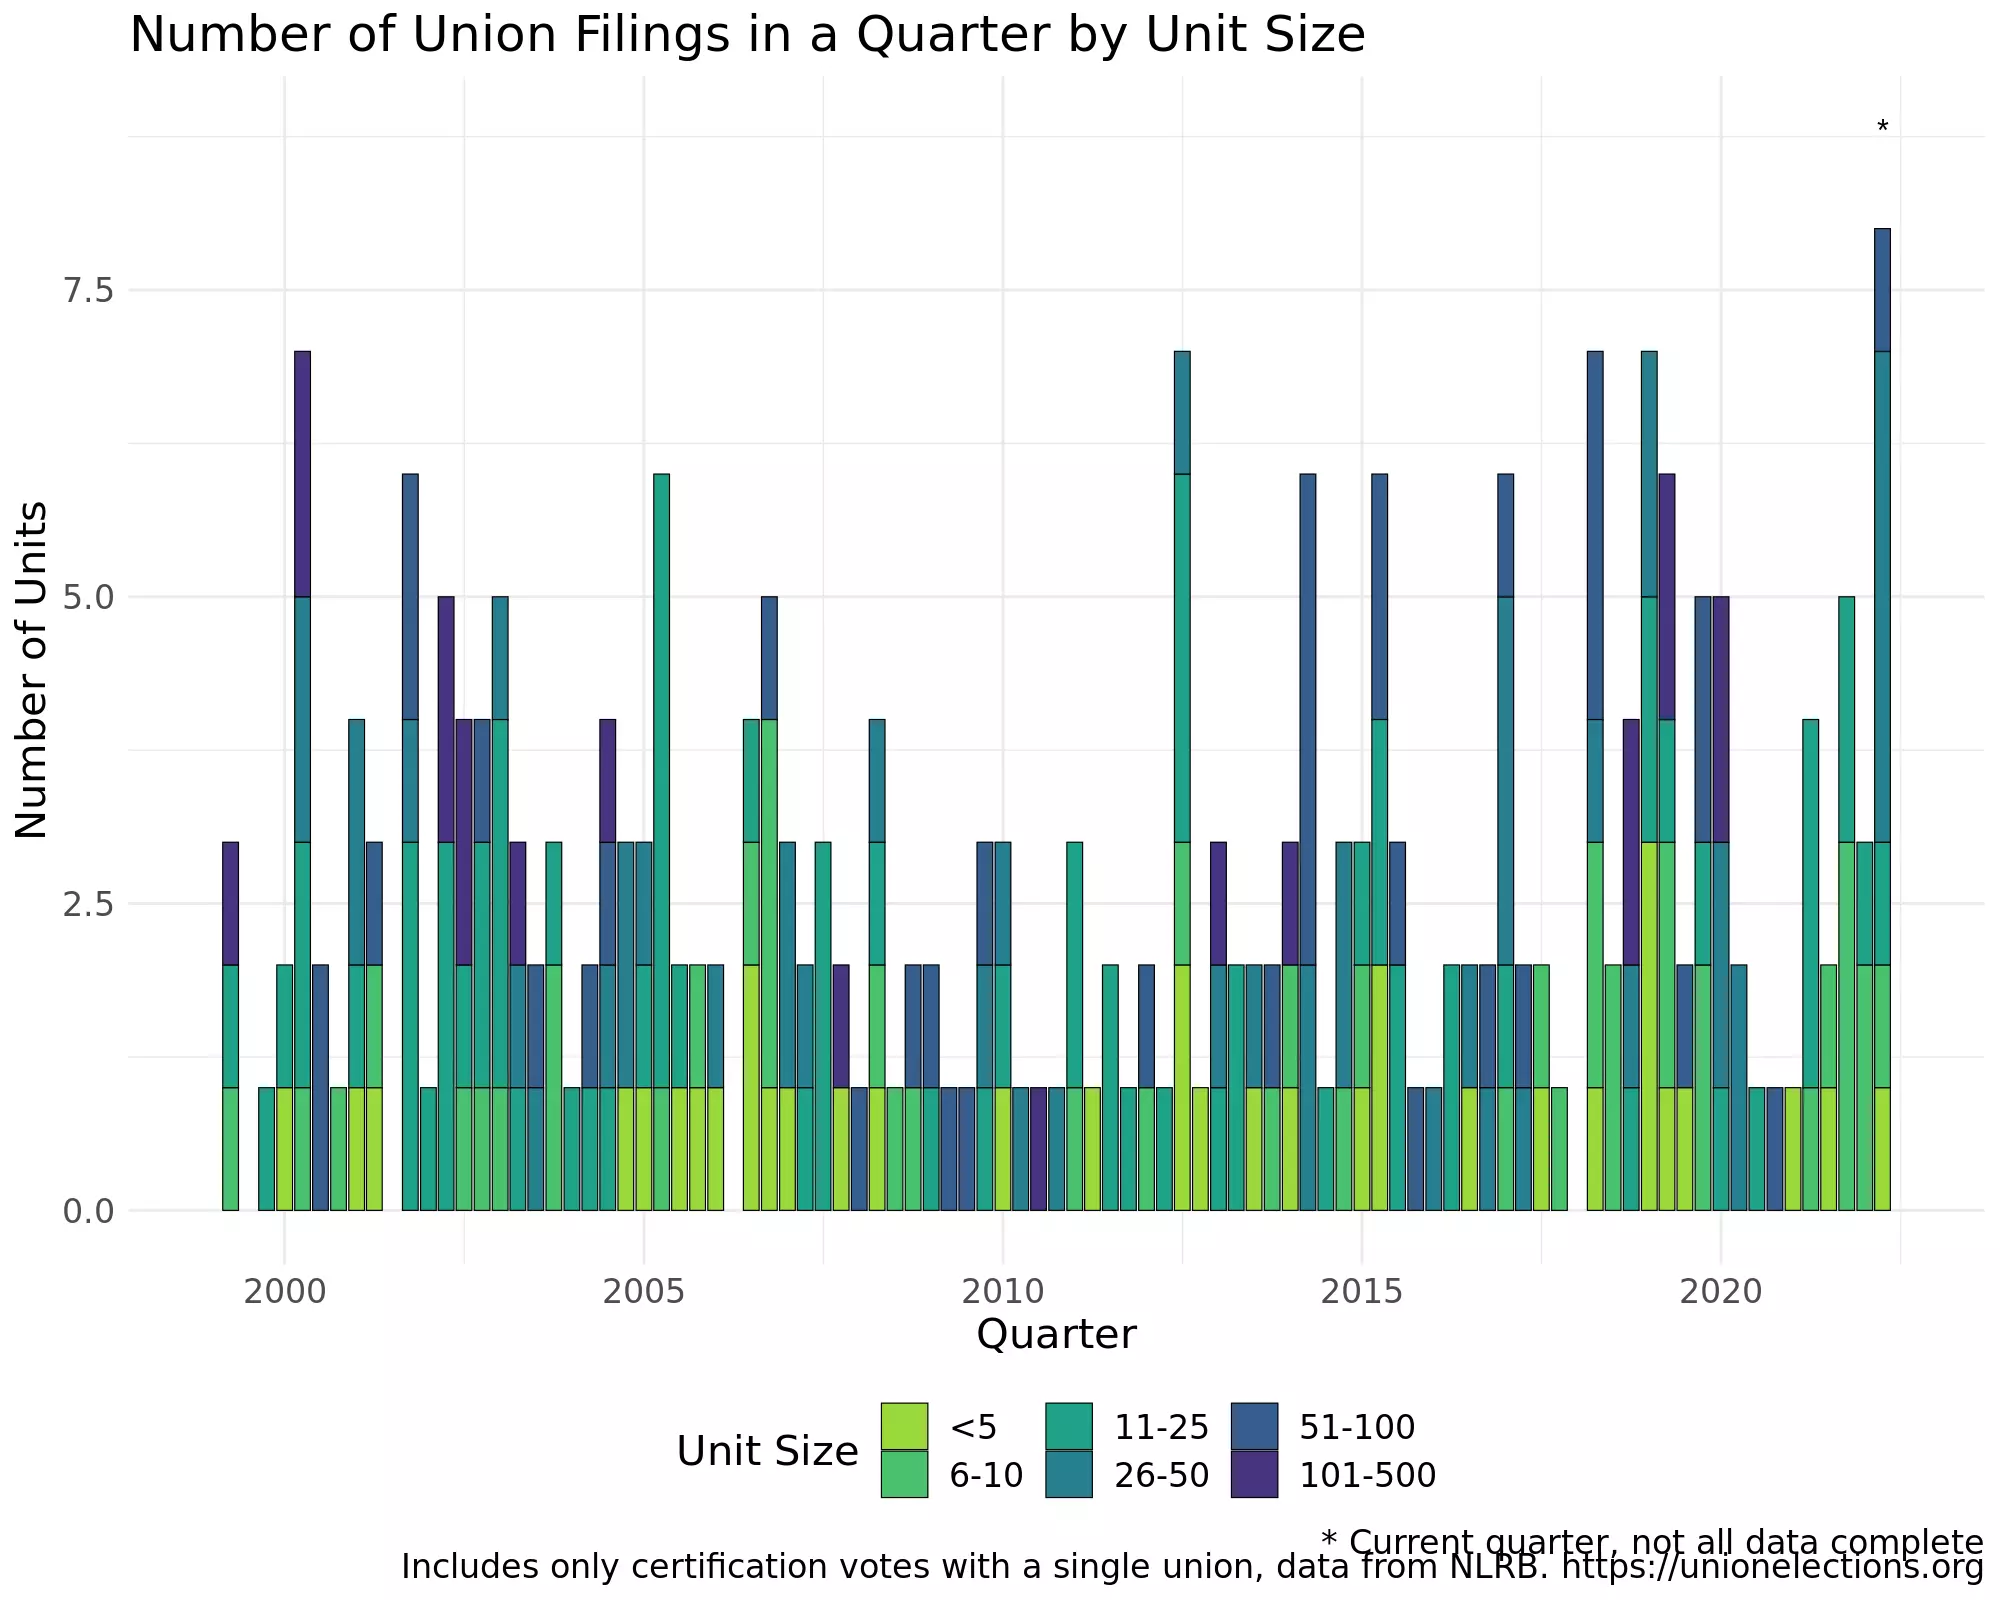 Number of Union Filings in a Quarter by Unit Size
*
7.5
5.0
2.5
0.0
Number of Units
2000 2005 2010 2015 2020
Quarter
Unit Size
<5 11-25 51-100
6-10 26-50 101-500
* Current quarter, not all data complete
Includes only certification votes with a single union, data from NLRB. https://unionelections.org